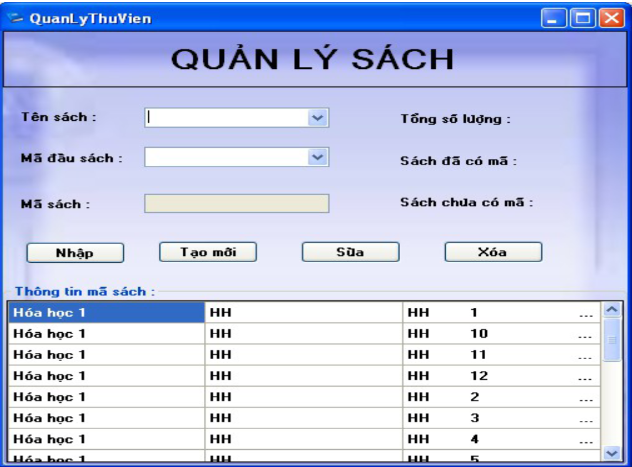 QuanLyThuVien
QUẢN LÝ SÁCH
Tên sách : Tổng số lượng :
Mã đầu sách : Sách đã có mã :
Mã sách : Sách chưa có mã :
Nhập Tạo mới Sửa Xóa
Thông tin mã sách :
Hóa học 1 HH HH 1 ...
Hóa học 1 HH HH 10 ...
Hóa học 1 HH HH 11 ...
Hóa học 1 HH HH 12 ...
Hóa học 1 HH HH 2 ...
Hóa học 1 HH HH 3 ...
Hóa học 1 HH HH 4 ...
Hóa học 1 HH HH 5